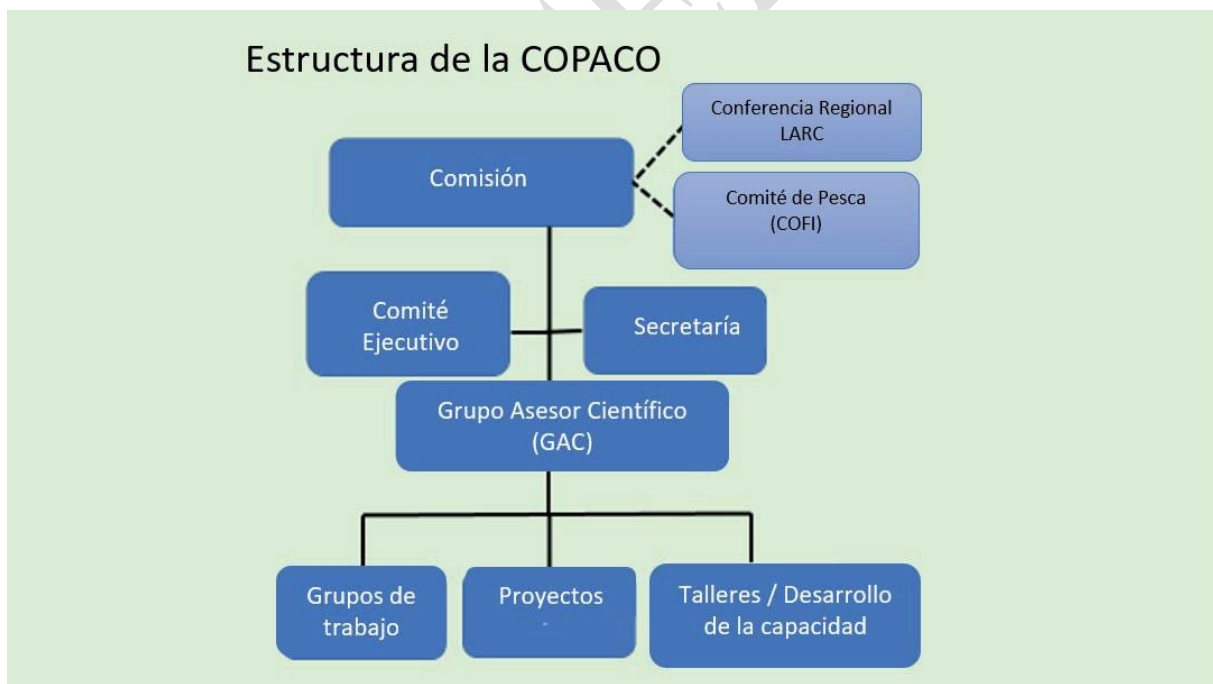 Estructura de la COPACO
Conferencia Regional
LARC
Comisión
Comité de Pesca
(COFI)
Comité
Ejecutivo
Secretaría
Grupo Asesor Científico
(GAC)
Grupos de
trabajo
Proyectos
Talleres / Desarrollo
de la capacidad